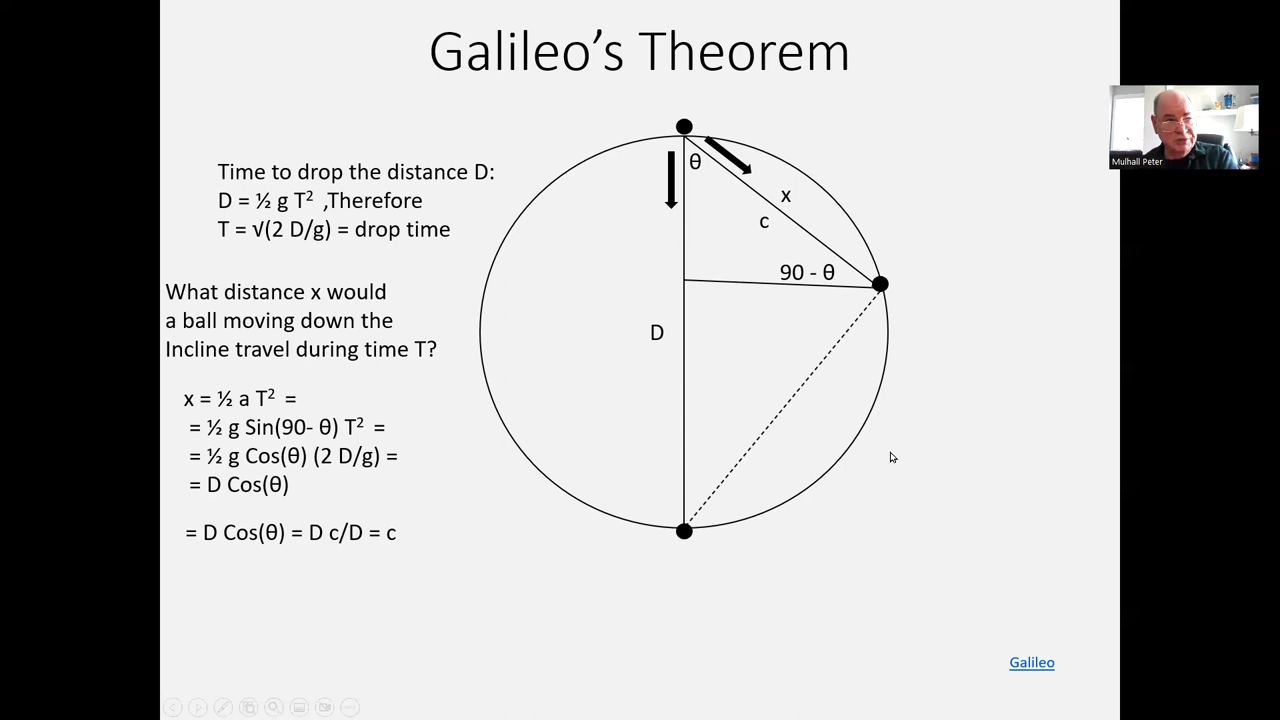 Galileo’s Theorem
Mulhall Peter
Time to drop the distance D:
D = ½ g T² ,Therefore
T = √(2 D/g) = drop time
What distance x would
a ball moving down the
Incline travel during time T?
x = ½ a T² =
= ½ g Sin(90- θ) T² =
= ½ g Cos(θ) (2 D/g) =
= D Cos(θ)
= D Cos(θ) = D c/D = c
θ
x
c
90 - θ
D
Galileo